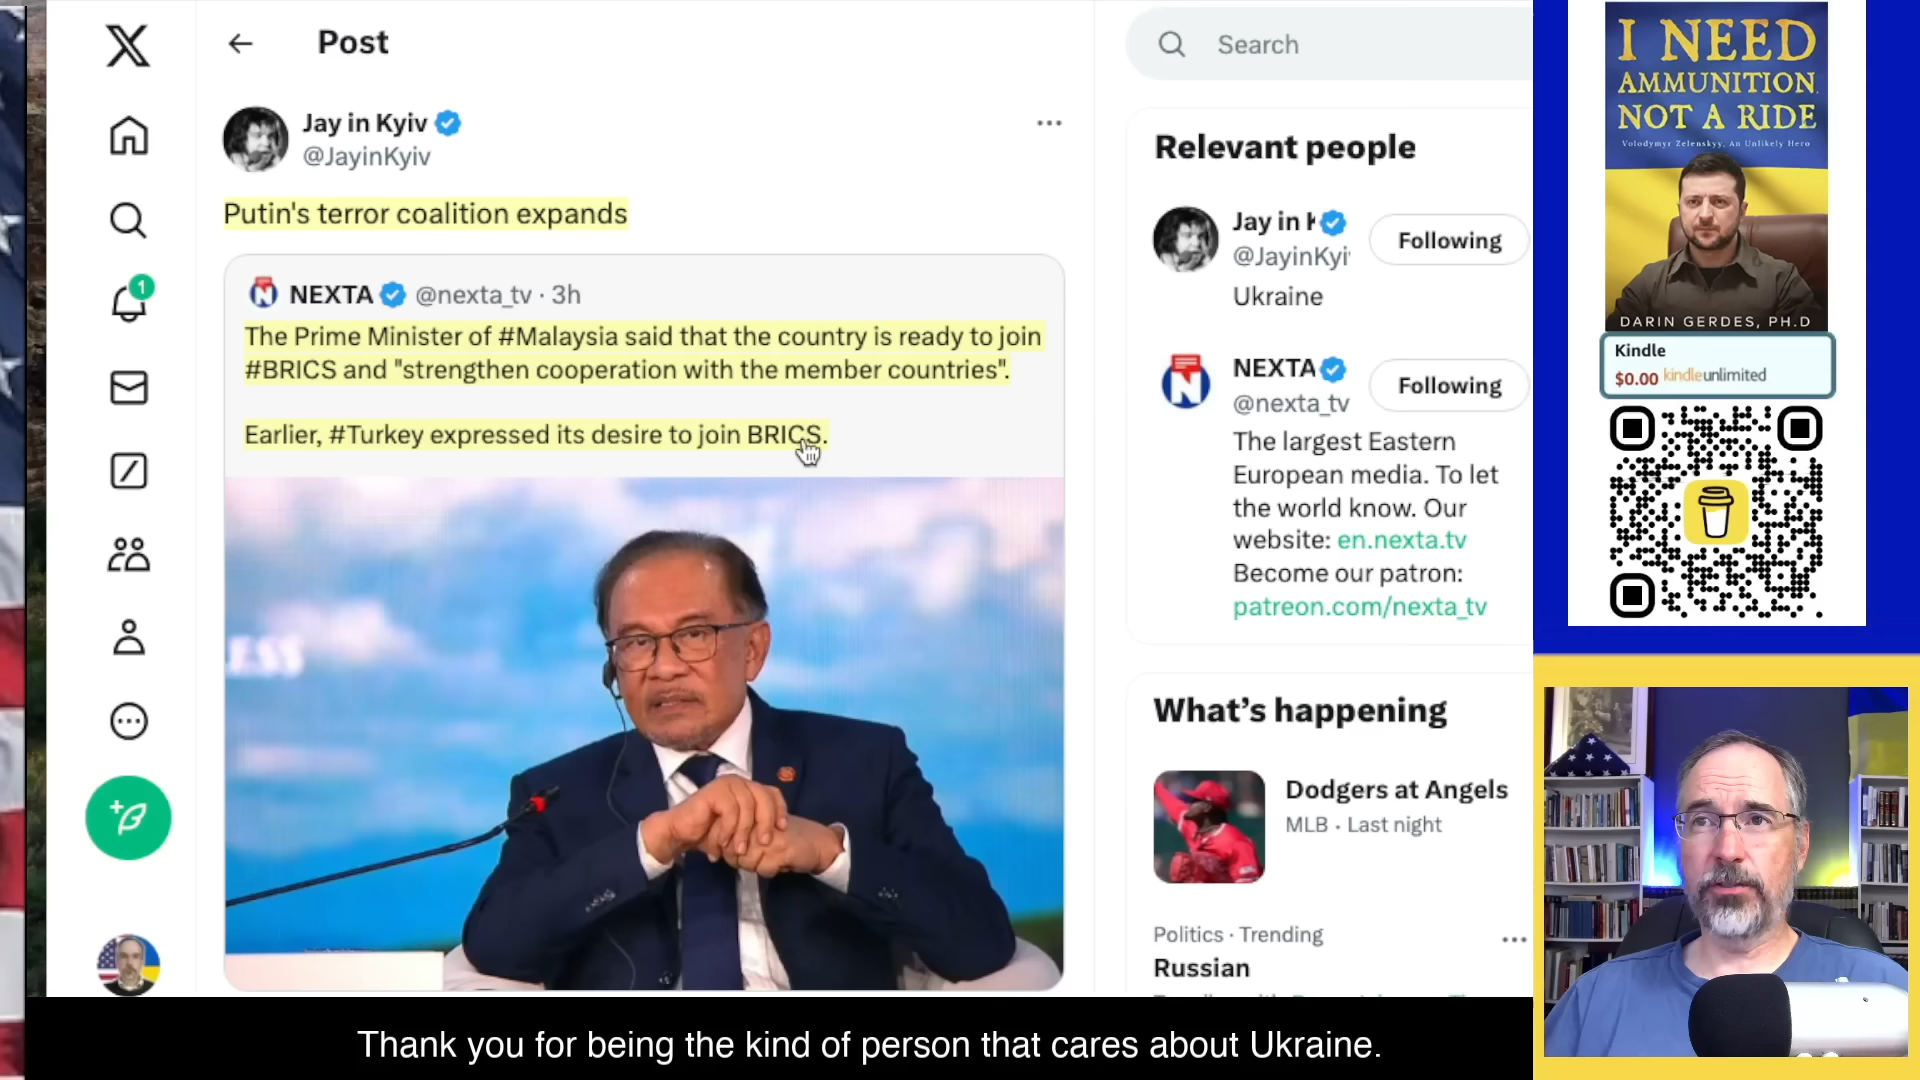 Post
Jay in Kyiv
@JayinKyiv
Putin's terror coalition expands
NEXTA @nexta_tv · 3h
The Prime Minister of #Malaysia said that the country is ready to join
#BRICS and "strengthen cooperation with the member countries".
Earlier, #Turkey expressed its desire to join BRICS.
ESS
1
Search
Relevant people
Jay in K
@JayinKyi
Following
Ukraine
NEXTA
@nexta_tv
Following
The largest Eastern
European media. To let
the world know. Our
website: en.nexta.tv
Become our patron:
patreon.com/nexta_tv
What's happening
Dodgers at Angels
MLB · Last night
Politics · Trending
Russian
I NEED
AMMUNITION,
NOT A RIDE
Volodymyr Zelenskyy, An Unlikely Hero
DARIN GERDES, PH.D
Kindle
$0.00 kindleunlimited
Thank you for being the kind of person that cares about Ukraine.